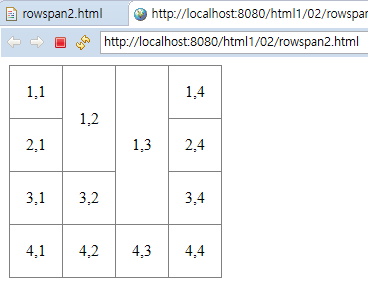 rowspan2.html
http://localhost:8080/html1/02/rowspan
http://localhost:8080/html1/02/rowspan2.html
1,1 1,2 1,3 1,4
2,1 2,4
3,1 3,2 3,4
4,1 4,2 4,3 4,4